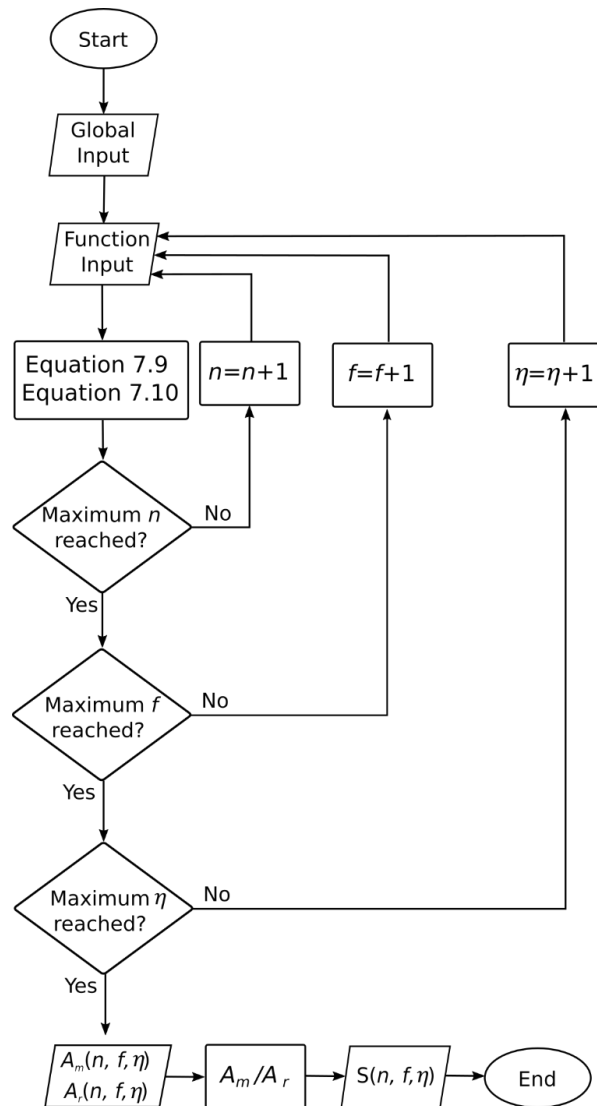 Start
Global
Input
Function
Input
Equation 7.9
Equation 7.10
n=n+1
f=f+1
η=η+1
Maximum n
reached?
No
Yes
Maximum f
reached?
No
Yes
Maximum η
reached?
No
Yes
Aₘ(n, f,η)
Aᵣ(n, f,η)
Aₘ/Aᵣ
S(n, f,η)
End